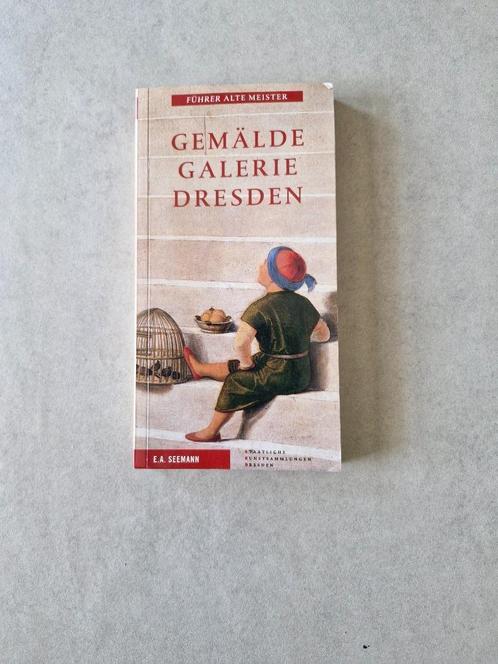 FÜHRER ALTE MEISTER
GEMÄLDE
GALERIE
DRESDEN
E.A. SEEMANN
STAATLICHE
KUNSTSAMMLUNGEN
DRESDEN